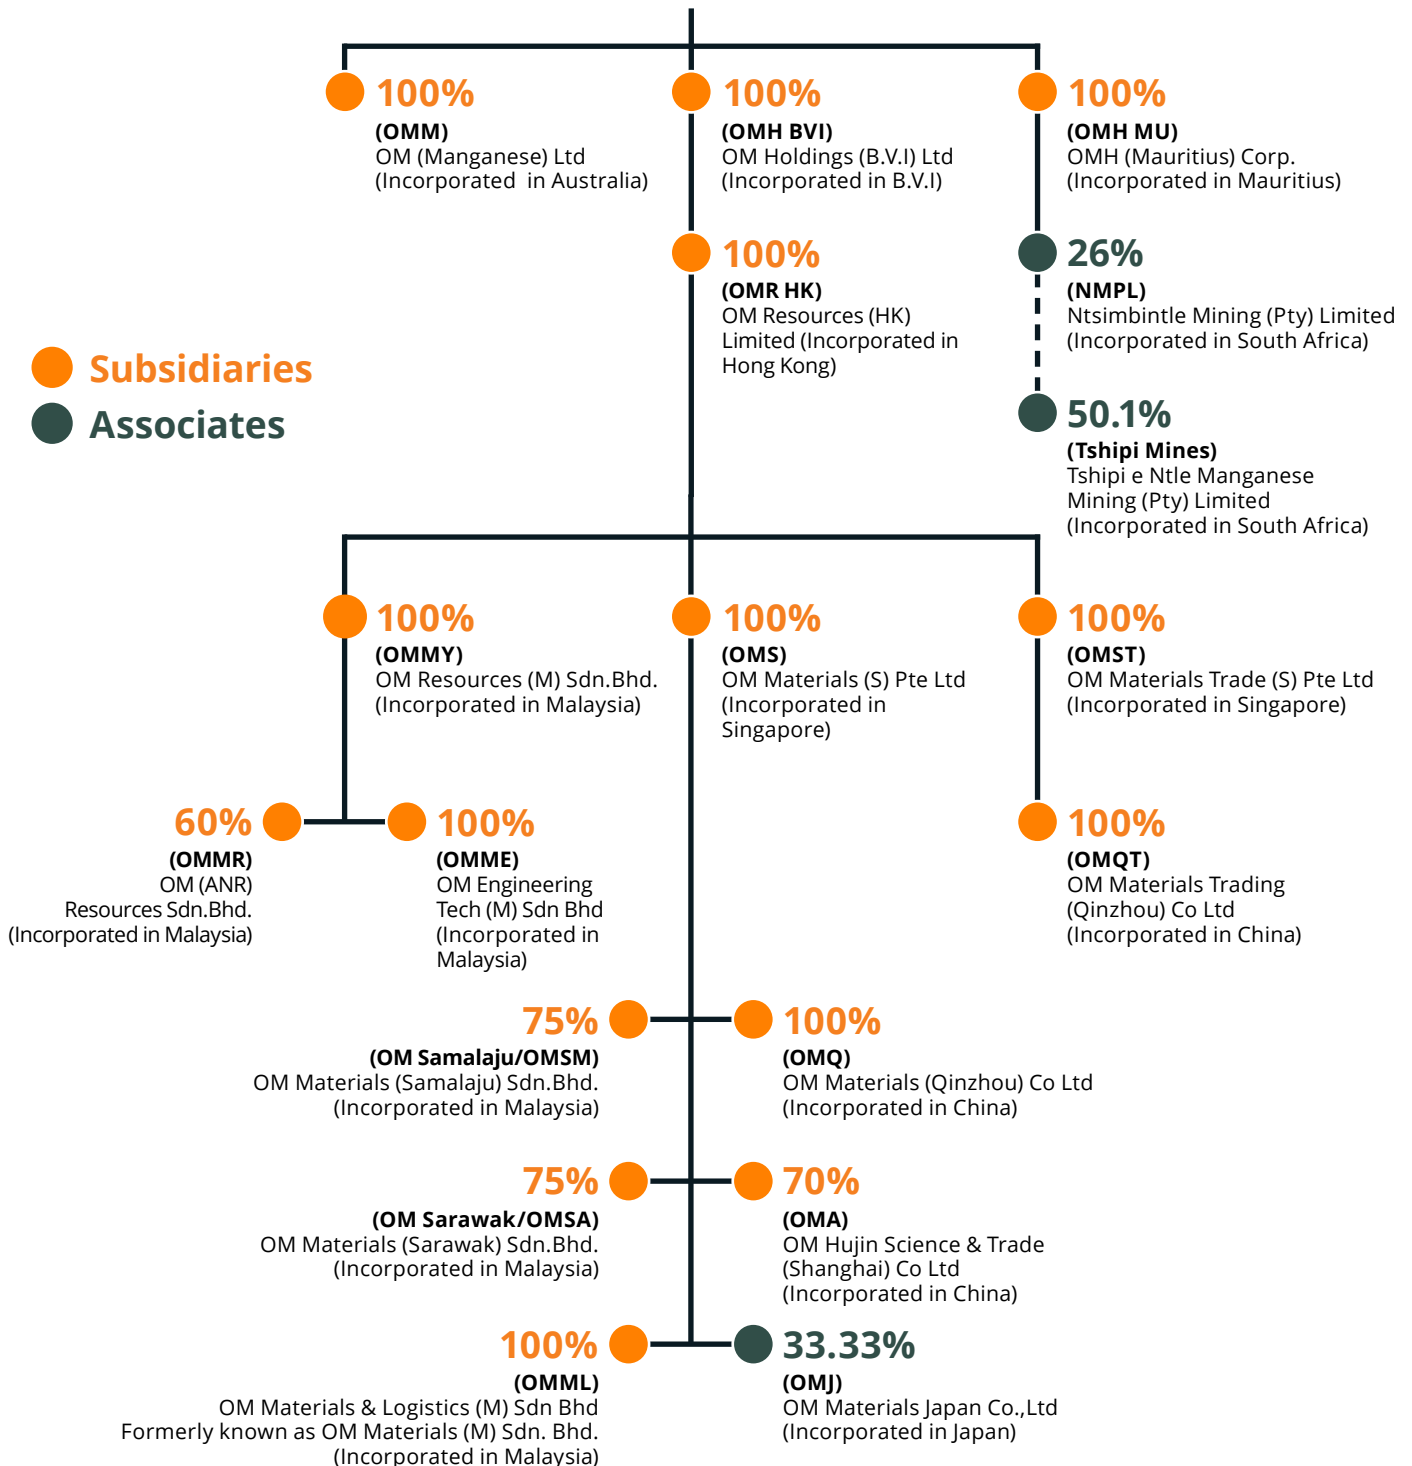 100%
(OMM)
OM (Manganese) Ltd
(Incorporated in Australia)
100%
(OMH BVI)
OM Holdings (B.V.I) Ltd
(Incorporated in B.V.I)
100%
(OMH MU)
OMH (Mauritius) Corp.
(Incorporated in Mauritius)
100%
(OMR HK)
OM Resources (HK)
Limited (Incorporated in
Hong Kong)
26%
(NMPL)
Ntsimbintle Mining (Pty) Limited
(Incorporated in South Africa)
Subsidiaries
Associates
50.1%
(Tshipi Mines)
Tshipi e Ntle Manganese
Mining (Pty) Limited
(Incorporated in South Africa)
100%
(OMMY)
OM Resources (M) Sdn.Bhd.
(Incorporated in Malaysia)
100%
(OMS)
OM Materials (S) Pte Ltd
(Incorporated in
Singapore)
100%
(OMST)
OM Materials Trade (S) Pte Ltd
(Incorporated in Singapore)
60%
(OMMR)
OM (ANR)
Resources Sdn.Bhd.
(Incorporated in Malaysia)
100%
(OMME)
OM Engineering
Tech (M) Sdn Bhd
(Incorporated in
Malaysia)
100%
(OMQT)
OM Materials Trading
(Qinzhou) Co Ltd
(Incorporated in China)
75%
(OM Samalaju/OMSM)
OM Materials (Samalaju) Sdn.Bhd.
(Incorporated in Malaysia)
100%
(OMQ)
OM Materials (Qinzhou) Co Ltd
(Incorporated in China)
75%
(OM Sarawak/OMSA)
OM Materials (Sarawak) Sdn.Bhd.
(Incorporated in Malaysia)
70%
(OMA)
OM Hujin Science & Trade
(Shanghai) Co Ltd
(Incorporated in China)
100%
(OMML)
OM Materials & Logistics (M) Sdn Bhd
Formerly known as OM Materials (M) Sdn. Bhd.
(Incorporated in Malaysia)
33.33%
(OMJ)
OM Materials Japan Co.,Ltd
(Incorporated in Japan)